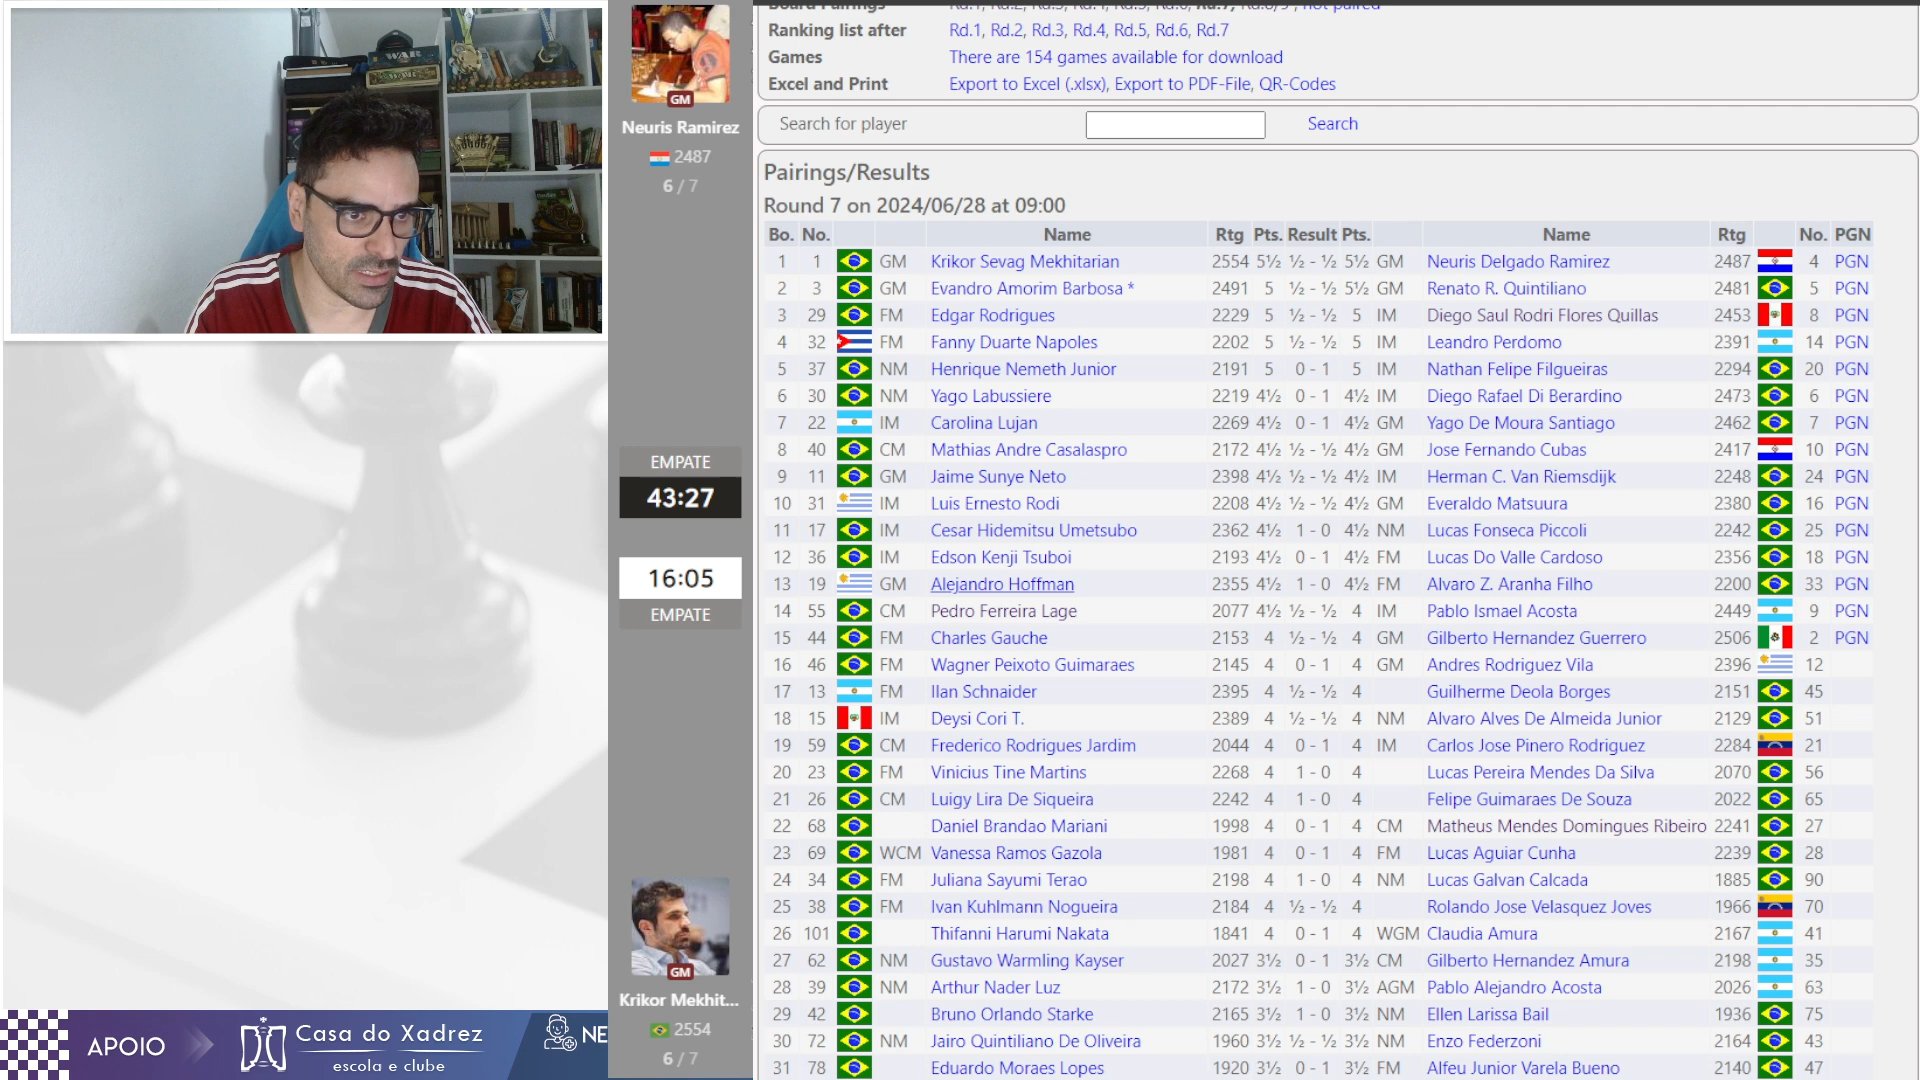 Board Pairings Rd.1, Rd.2, Rd.3, Rd.4, Rd.5, Rd.6, Rd.7, Rd.8/9 , not paired
Ranking list after Rd.1, Rd.2, Rd.3, Rd.4, Rd.5, Rd.6, Rd.7
Games There are 154 games available for download
Excel and Print Export to Excel (.xlsx), Export to PDF-File, QR-Codes
Search for player Search
Pairings/Results
Round 7 on 2024/06/28 at 09:00
Bo. No. Name Rtg Pts. Result Pts. Name Rtg No. PGN
1 1 GM Krikor Sevag Mekhitarian 2554 5½ ½ - ½ 5½ GM Neuris Delgado Ramirez 2487 4 PGN
2 3 GM Evandro Amorim Barbosa * 2491 5 ½ - ½ 5½ GM Renato R. Quintiliano 2481 5 PGN
3 29 FM Edgar Rodrigues 2229 5 ½ - ½ 5 IM Diego Saul Rodri Flores Quillas 2453 8 PGN
4 32 FM Fanny Duarte Napoles 2202 5 ½ - ½ 5 IM Leandro Perdomo 2391 14 PGN
5 37 NM Henrique Nemeth Junior 2191 5 0 - 1 5 IM Nathan Felipe Filgueiras 2294 20 PGN
6 30 NM Yago Labussiere 2219 4½ 0 - 1 4½ IM Diego Rafael Di Berardino 2473 6 PGN
7 22 IM Carolina Lujan 2269 4½ 0 - 1 4½ GM Yago De Moura Santiago 2462 7 PGN
8 40 CM Mathias Andre Casalaspro 2172 4½ ½ - ½ 4½ GM Jose Fernando Cubas 2417 10 PGN
9 11 GM Jaime Sunye Neto 2398 4½ ½ - ½ 4½ IM Herman C. Van Riemsdijk 2248 24 PGN
10 31 IM Luis Ernesto Rodi 2208 4½ ½ - ½ 4½ GM Everaldo Matsuura 2380 16 PGN
11 17 IM Cesar Hidemitsu Umetsubo 2362 4½ 1 - 0 4½ NM Lucas Fonseca Piccoli 2242 25 PGN
12 36 IM Edson Kenji Tsuboi 2193 4½ 0 - 1 4½ FM Lucas Do Valle Cardoso 2356 18 PGN
13 19 GM Alejandro Hoffman 2355 4½ 1 - 0 4½ FM Alvaro Z. Aranha Filho 2200 33 PGN
14 55 CM Pedro Ferreira Lage 2077 4½ ½ - ½ 4 IM Pablo Ismael Acosta 2449 9 PGN
15 44 FM Charles Gauche 2153 4 ½ - ½ 4 GM Gilberto Hernandez Guerrero 2506 2 PGN
16 46 FM Wagner Peixoto Guimaraes 2145 4 0 - 1 4 GM Andres Rodriguez Vila 2396 12
17 13 FM Ilan Schnaider 2395 4 ½ - ½ 4 Guilherme Deola Borges 2151 45
18 15 IM Deysi Cori T. 2389 4 ½ - ½ 4 NM Alvaro Alves De Almeida Junior 2129 51
19 59 CM Frederico Rodrigues Jardim 2044 4 0 - 1 4 IM Carlos Jose Pinero Rodriguez 2284 21
20 23 FM Vinicius Tine Martins 2268 4 1 - 0 4 Lucas Pereira Mendes Da Silva 2070 56
21 26 CM Luigy Lira De Siqueira 2242 4 1 - 0 4 Felipe Guimaraes De Souza 2022 65
22 68 Daniel Brandao Mariani 1998 4 0 - 1 4 CM Matheus Mendes Domingues Ribeiro 2241 27
23 69 WCM Vanessa Ramos Gazola 1981 4 0 - 1 4 FM Lucas Aguiar Cunha 2239 28
24 34 FM Juliana Sayumi Terao 2198 4 1 - 0 4 NM Lucas Galvan Calcada 1885 90
25 38 FM Ivan Kuhlmann Nogueira 2184 4 ½ - ½ 4 Rolando Jose Velasquez Joves 1966 70
26 101 Thifanni Harumi Nakata 1841 4 0 - 1 4 WGM Claudia Amura 2167 41
27 62 NM Gustavo Warmling Kayser 2027 3½ 0 - 1 3½ CM Gilberto Hernandez Amura 2198 35
28 39 NM Arthur Nader Luz 2172 3½ 1 - 0 3½ AGM Pablo Alejandro Acosta 2026 63
29 42 Bruno Orlando Starke 2165 3½ 1 - 0 3½ NM Ellen Larissa Bail 1936 75
30 72 NM Jairo Quintiliano De Oliveira 1960 3½ ½ - ½ 3½ NM Enzo Federzoni 2164 43
31 78 Eduardo Moraes Lopes 1920 3½ 0 - 1 3½ FM Alfeu Junior Varela Bueno 2140 47
GM
Neuris Ramirez
2487
6 / 7
EMPATE
43:27
16:05
EMPATE
GM
Krikor Mekhit...
2554
6 / 7
WAR
APOIO
Casa do Xadrez
escola e clube
NE